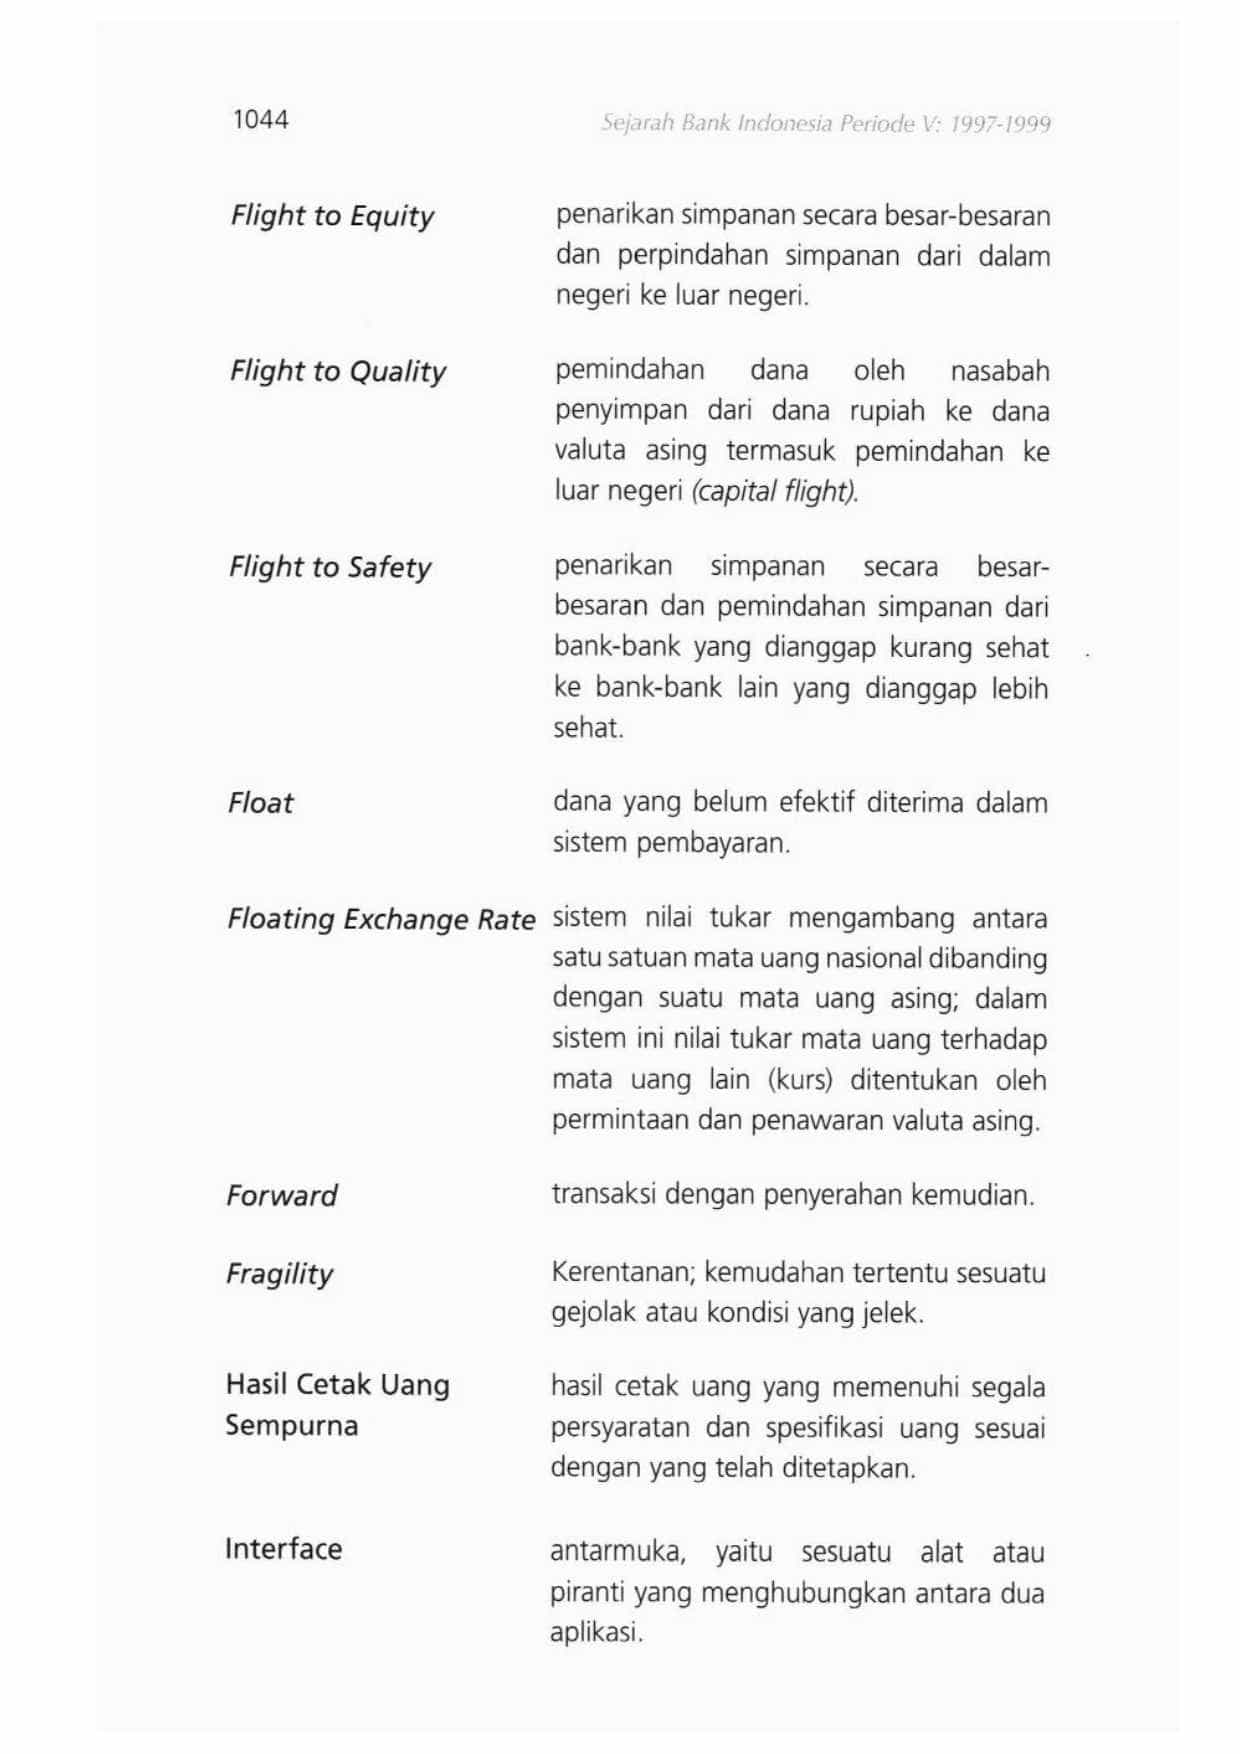 1044
Sejarah Bank Indonesia Periode V: 1997-1999
Flight to Equity
penarikan simpanan secara besar-besaran
dan perpindahan simpanan dari dalam
negeri ke luar negeri.
Flight to Quality
pemindahan dana oleh nasabah
penyimpan dari dana rupiah ke dana
valuta asing termasuk pemindahan ke
luar negeri (capital flight).
Flight to Safety
penarikan simpanan secara besar-
besaran dan pemindahan simpanan dari
bank-bank yang dianggap kurang sehat
ke bank-bank lain yang dianggap lebih
sehat.
Float
dana yang belum efektif diterima dalam
sistem pembayaran.
Floating Exchange Rate
sistem nilai tukar mengambang antara
satu satuan mata uang nasional dibanding
dengan suatu mata uang asing; dalam
sistem ini nilai tukar mata uang terhadap
mata uang lain (kurs) ditentukan oleh
permintaan dan penawaran valuta asing.
Forward
transaksi dengan penyerahan kemudian.
Fragility
Kerentanan; kemudahan tertentu sesuatu
gejolak atau kondisi yang jelek.
Hasil Cetak Uang
Sempurna
hasil cetak uang yang memenuhi segala
persyaratan dan spesifikasi uang sesuai
dengan yang telah ditetapkan.
Interface
antarmuka, yaitu sesuatu alat atau
piranti yang menghubungkan antara dua
aplikasi.